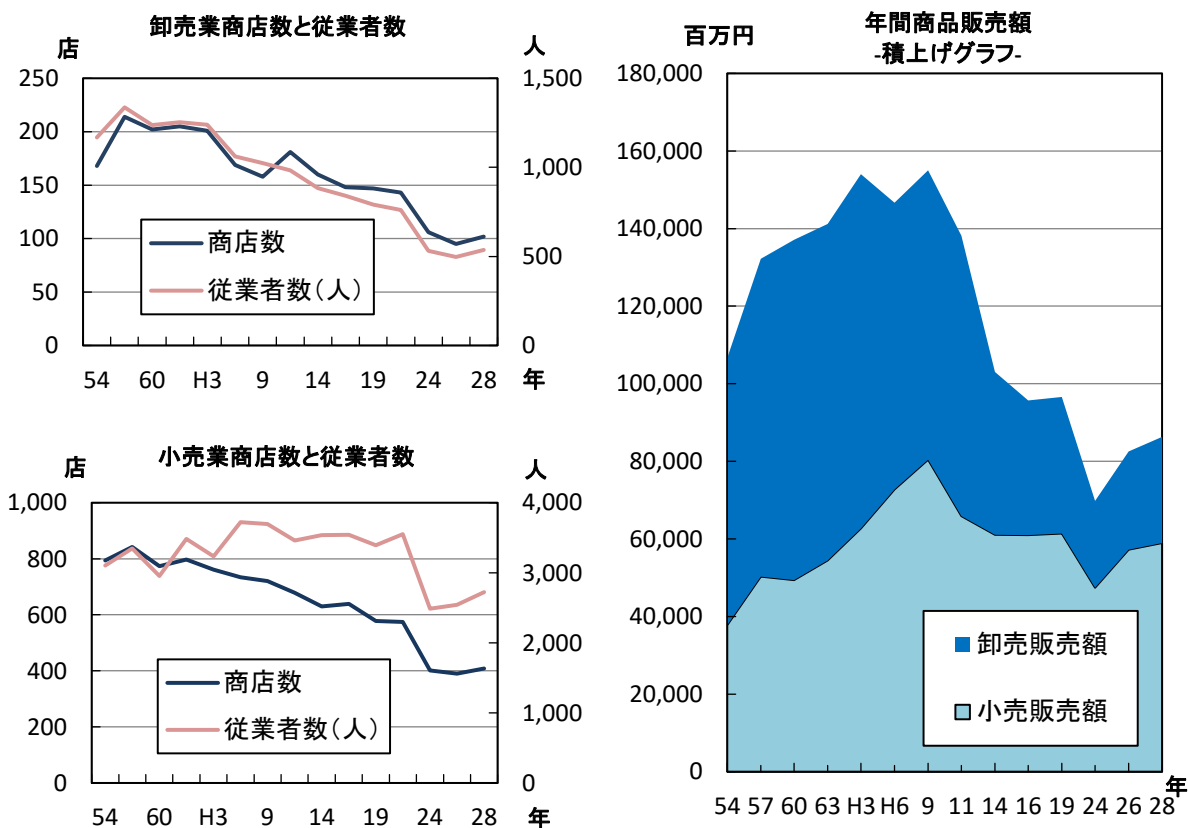 卸売業商店数と従業者数
店
人
250
200
150
100
50
0
1,500
1,000
500
0
商店数
従業者数(人)
54 60 H3 9 14 19 24 28 年
小売業商店数と従業者数
店
人
1,000
800
600
400
200
0
4,000
3,000
2,000
1,000
0
商店数
従業者数(人)
54 60 H3 9 14 19 24 28 年
年間商品販売額
-積上げグラフ-
百万円
180,000
160,000
140,000
120,000
100,000
80,000
60,000
40,000
20,000
0
卸売販売額
小売販売額
54 57 60 63 H3 H6 9 11 14 16 19 24 26 28 年